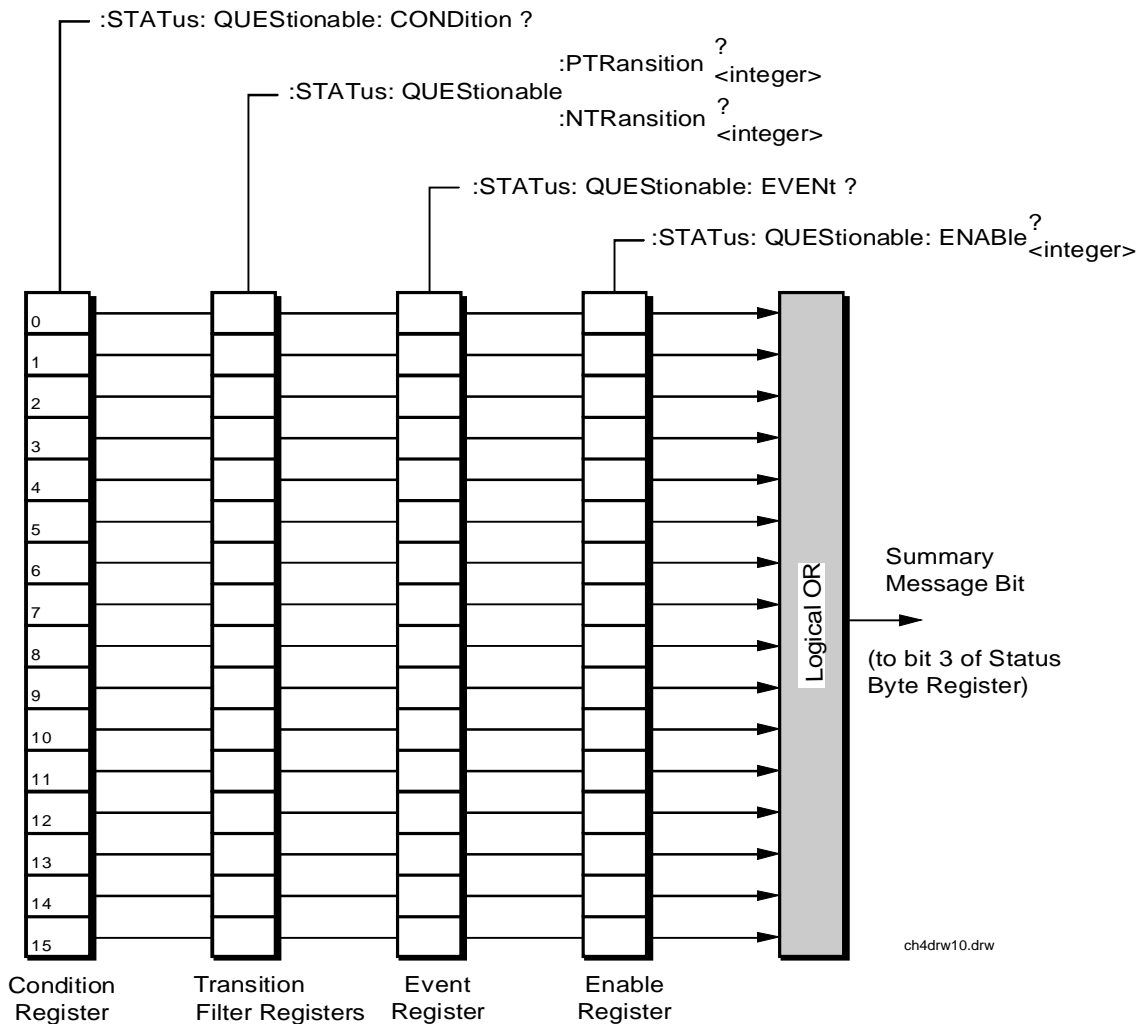 :STATus: QUEStionable: CONDition ?
?
:PTRansition
<integer>
:STATus: QUEStionable
?
:NTRansition
<integer>
:STATus: QUEStionable: EVENt ?
?
:STATus: QUEStionable: ENABle
<integer>
0
1
2
3
4
5
6
7
8
9
10
11
12
13
14
15
Logical OR
Summary
Message Bit
(to bit 3 of Status
Byte Register)
ch4drw10.drw
Condition
Register
Transition
Filter Registers
Event
Register
Enable
Register